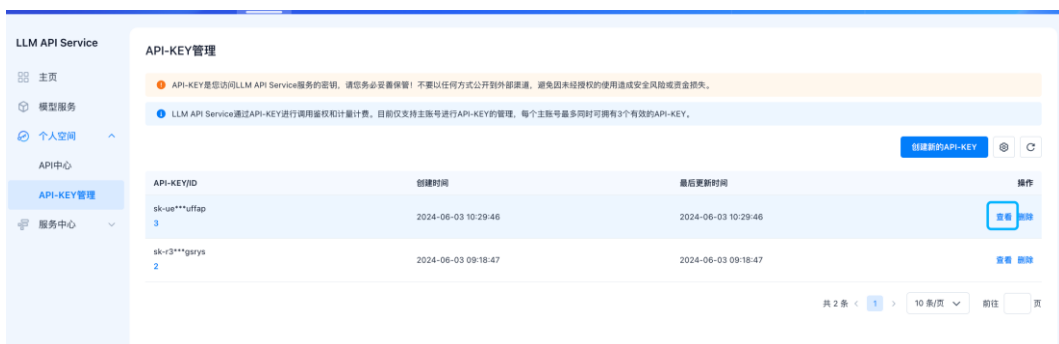 LLM API Service
主页
模型服务
个人空间
API中心
API-KEY管理
服务中心
API-KEY管理
API-KEY是您访问LLM API Service服务的密钥，请您务必妥善保管！不要以任何方式公开到外部渠道，避免因未经授权的使用造成安全风险或资金损失。
LLM API Service通过API-KEY进行调用鉴权和计量计费。目前仅支持主账号进行API-KEY的管理，每个主账号最多同时可拥有3个有效的API-KEY。
创建新的API-KEY
API-KEY/ID 创建时间 最后更新时间 操作
sk-ue***uffap
3 2024-06-03 10:29:46 2024-06-03 10:29:46 查看 删除
sk-r3***gsrys
2 2024-06-03 09:18:47 2024-06-03 09:18:47 查看 删除
共 2 条 < 1 > 10 条/页 前往 页